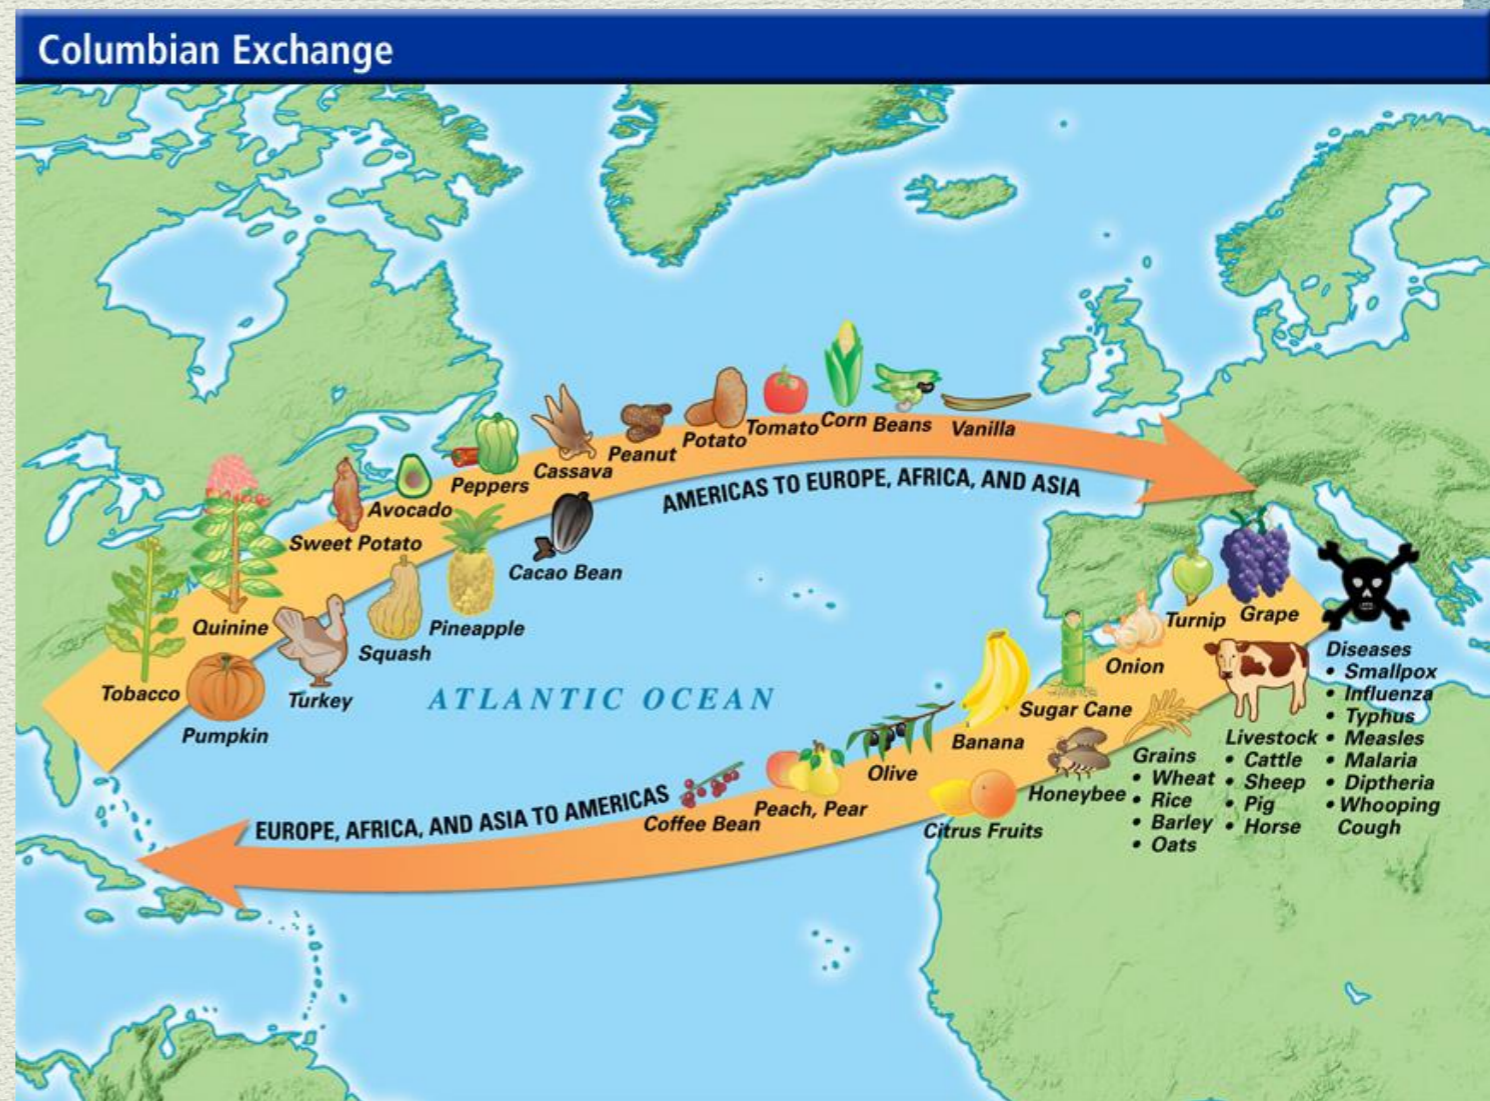 Columbian Exchange
Tobacco
Quinine
Pumpkin
Turkey
Sweet Potato
Squash
Avocado
Pineapple
Peppers
Cacao Bean
Cassava
Peanut
Potato
Tomato
Corn
Beans
Vanilla
AMERICAS TO EUROPE, AFRICA, AND ASIA
ATLANTIC OCEAN
EUROPE, AFRICA, AND ASIA TO AMERICAS
Coffee Bean
Peach, Pear
Olive
Citrus Fruits
Banana
Sugar Cane
Honeybee
Onion
Turnip
Grape
Grains
• Wheat
• Rice
• Barley
• Oats
Livestock
• Cattle
• Sheep
• Pig
• Horse
Diseases
• Smallpox
• Influenza
• Typhus
• Measles
• Malaria
• Diptheria
• Whooping
Cough